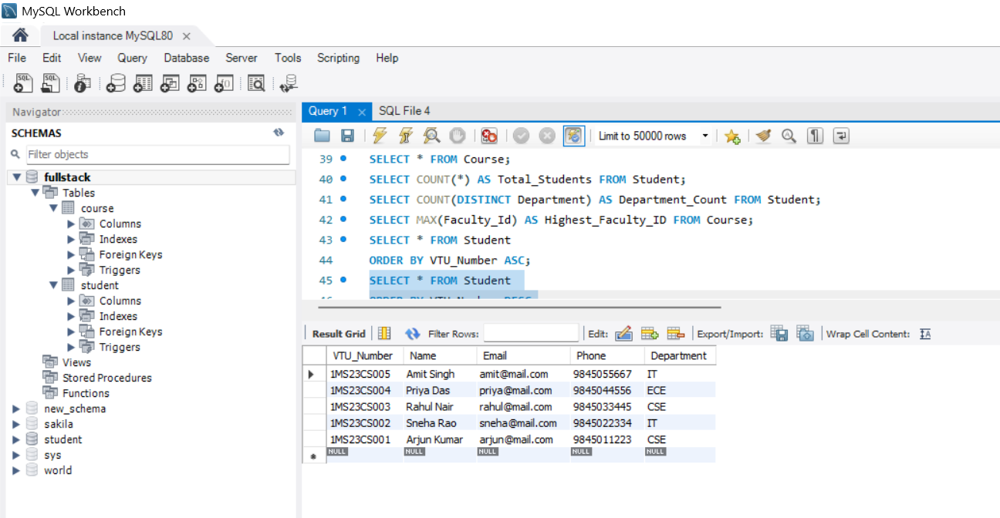 MySQL Workbench
Local instance MySQL80
File Edit View Query Database Server Tools Scripting Help
Navigator
SCHEMAS
Filter objects
fullstack
Tables
course
Columns
Indexes
Foreign Keys
Triggers
student
Columns
Indexes
Foreign Keys
Triggers
Views
Stored Procedures
Functions
new_schema
sakila
student
sys
world
Query 1 SQL File 4
Limit to 50000 rows
39 SELECT * FROM Course;
40 SELECT COUNT(*) AS Total_Students FROM Student;
41 SELECT COUNT(DISTINCT Department) AS Department_Count FROM Student;
42 SELECT MAX(Faculty_Id) AS Highest_Faculty_ID FROM Course;
43 SELECT * FROM Student
44 ORDER BY VTU_Number ASC;
45 SELECT * FROM Student
46 ORDER BY VTU_Number DESC
Result Grid Filter Rows: Edit: Export/Import: Wrap Cell Content:
VTU_Number Name Email Phone Department
1MS23CS005 Amit Singh amit@mail.com 9845055667 IT
1MS23CS004 Priya Das priya@mail.com 9845044556 ECE
1MS23CS003 Rahul Nair rahul@mail.com 9845033445 CSE
1MS23CS002 Sneha Rao sneha@mail.com 9845022334 IT
1MS23CS001 Arjun Kumar arjun@mail.com 9845011223 CSE
NULL NULL NULL NULL NULL